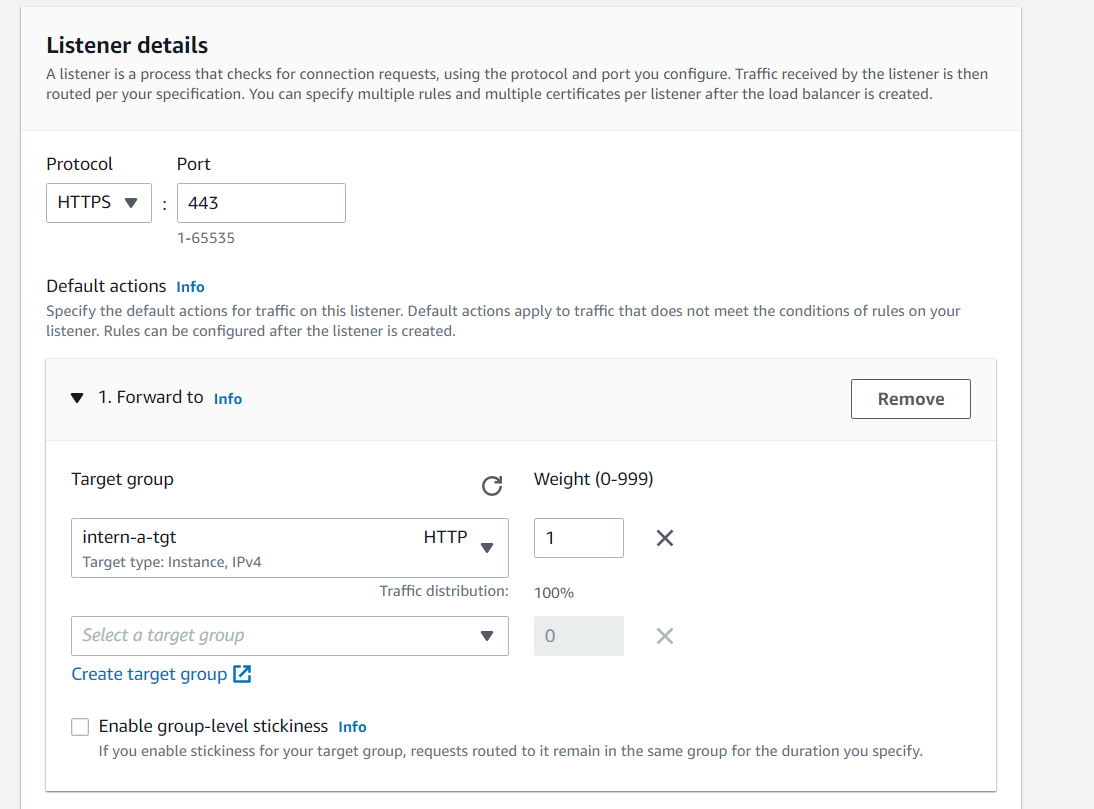 Listener details
A listener is a process that checks for connection requests, using the protocol and port you configure. Traffic received by the listener is then
routed per your specification. You can specify multiple rules and multiple certificates per listener after the load balancer is created.
Protocol Port
HTTPS : 443
1-65535
Default actions Info
Specify the default actions for traffic on this listener. Default actions apply to traffic that does not meet the conditions of rules on your
listener. Rules can be configured after the listener is created.
1. Forward to Info Remove
Target group Weight (0-999)
intern-a-tgt HTTP 1
Target type: Instance, IPv4
Traffic distribution: 100%
Select a target group 0
Create target group
Enable group-level stickiness Info
If you enable stickiness for your target group, requests routed to it remain in the same group for the duration you specify.